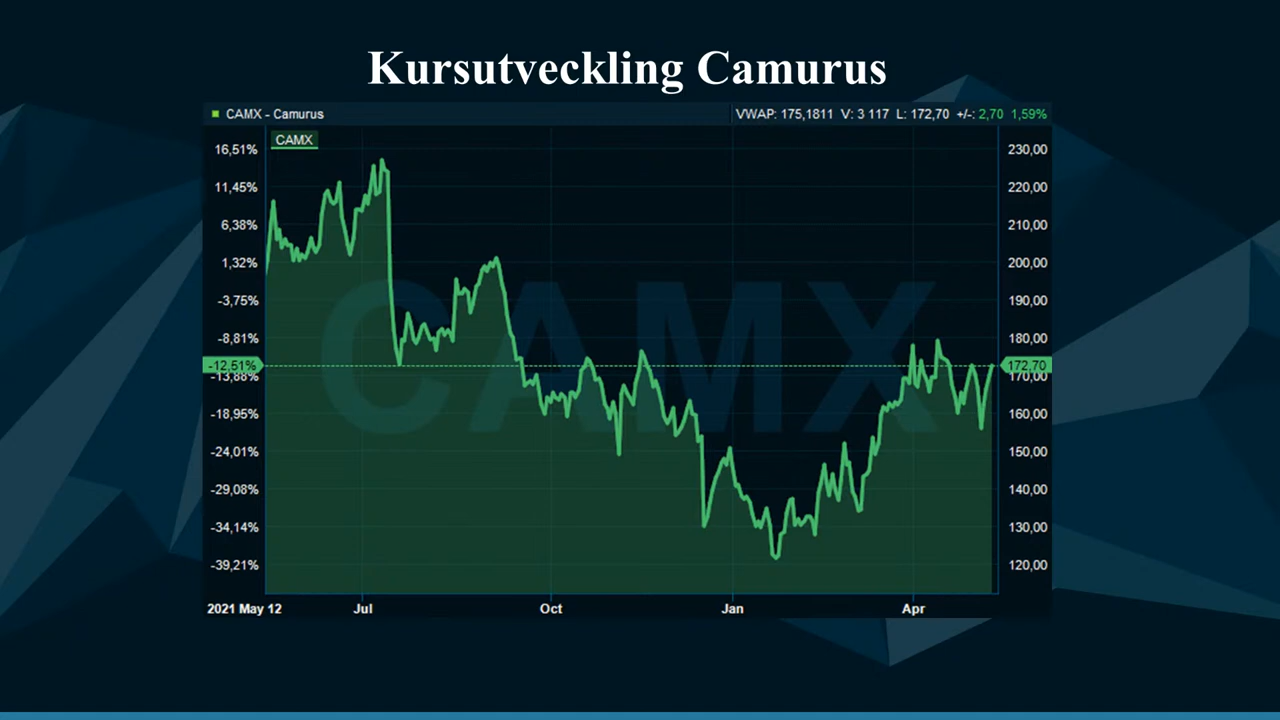 Kursutveckling Camurus
CAMX - Camurus VWAP: 175,1811 V: 3 117 L: 172,70 +/-: 2,70 1,59%
CAMX
16,51% 230,00
11,45% 220,00
6,38% 210,00
1,32% 200,00
-3,75% 190,00
CAMX
-8,81% 180,00
-12,51% 172,70
-13,88% 170,00
-18,95% 160,00
-24,01% 150,00
-29,08% 140,00
-34,14% 130,00
-39,21% 120,00
2021 May 12 Jul Oct Jan Apr